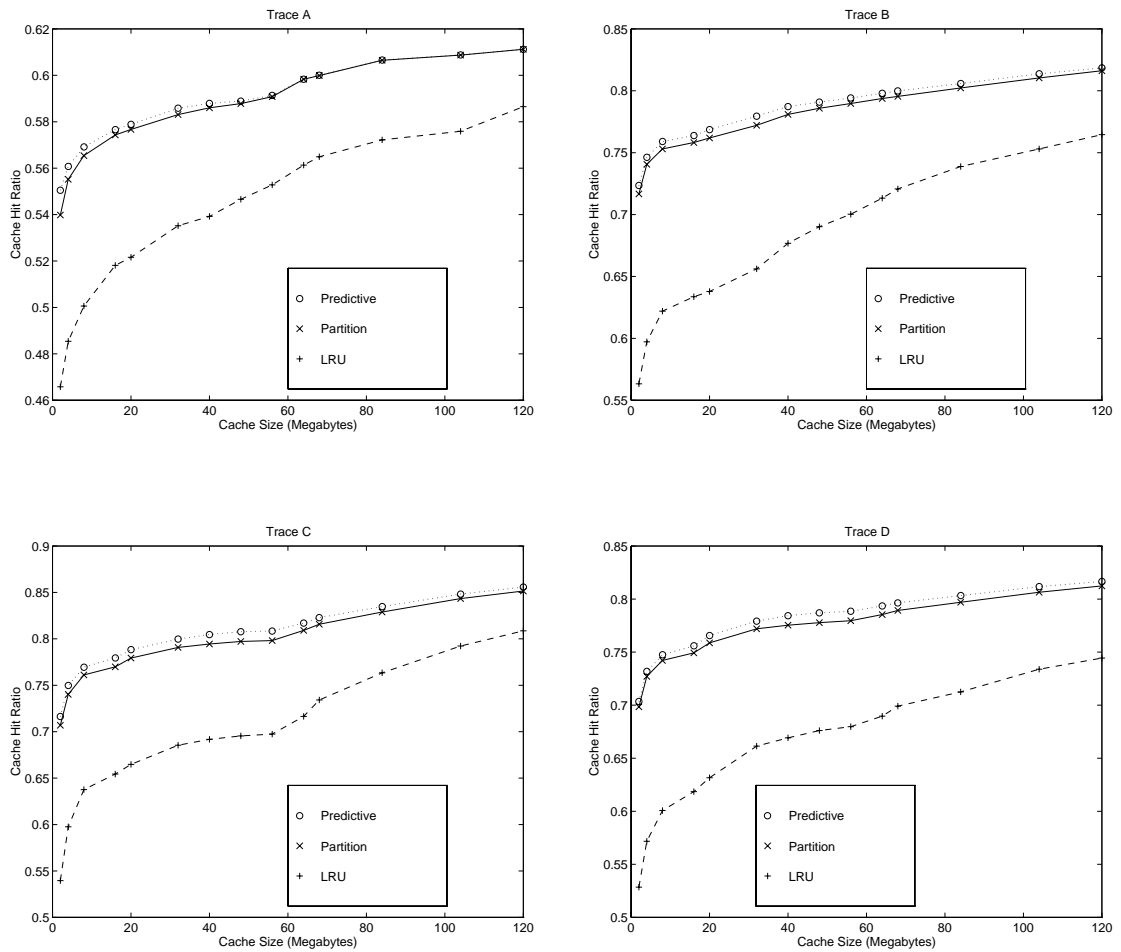 Trace A
0.62
0.6
0.58
0.56
0.54
0.52
0.5
0.48
0.46
Cache Hit Ratio
Predictive
Partition
LRU
0 20 40 60 80 100 120
Cache Size (Megabytes)
Trace B
0.85
0.8
0.75
0.7
0.65
0.6
0.55
Cache Hit Ratio
Predictive
Partition
LRU
0 20 40 60 80 100 120
Cache Size (Megabytes)
Trace C
0.9
0.85
0.8
0.75
0.7
0.65
0.6
0.55
0.5
Cache Hit Ratio
Predictive
Partition
LRU
0 20 40 60 80 100 120
Cache Size (Megabytes)
Trace D
0.85
0.8
0.75
0.7
0.65
0.6
0.55
0.5
Cache Hit Ratio
Predictive
Partition
LRU
0 20 40 60 80 100 120
Cache Size (Megabytes)